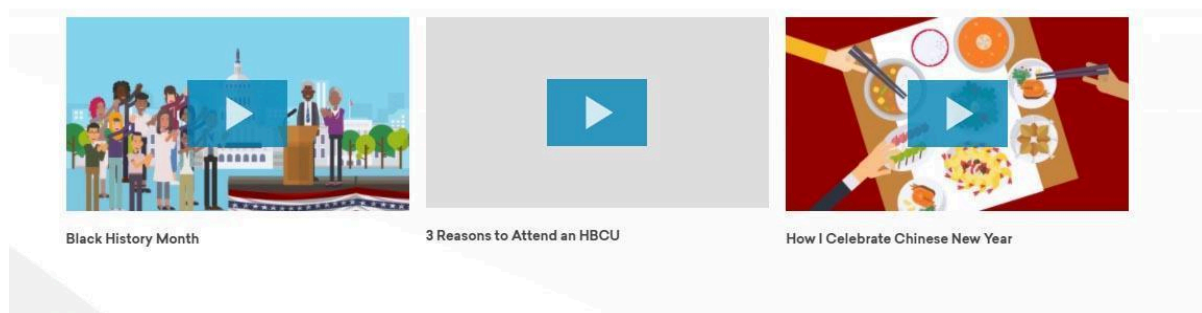 Black History Month
3 Reasons to Attend an HBCU
How I Celebrate Chinese New Year